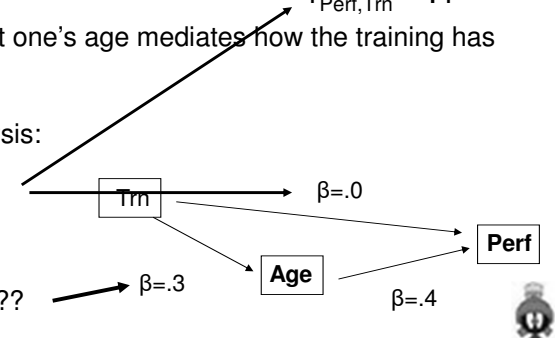 Perf,Trn
t one's age mediates how the training has
sis:
Trn
β=.0
Perf
Age
?? β=.3
β=.4